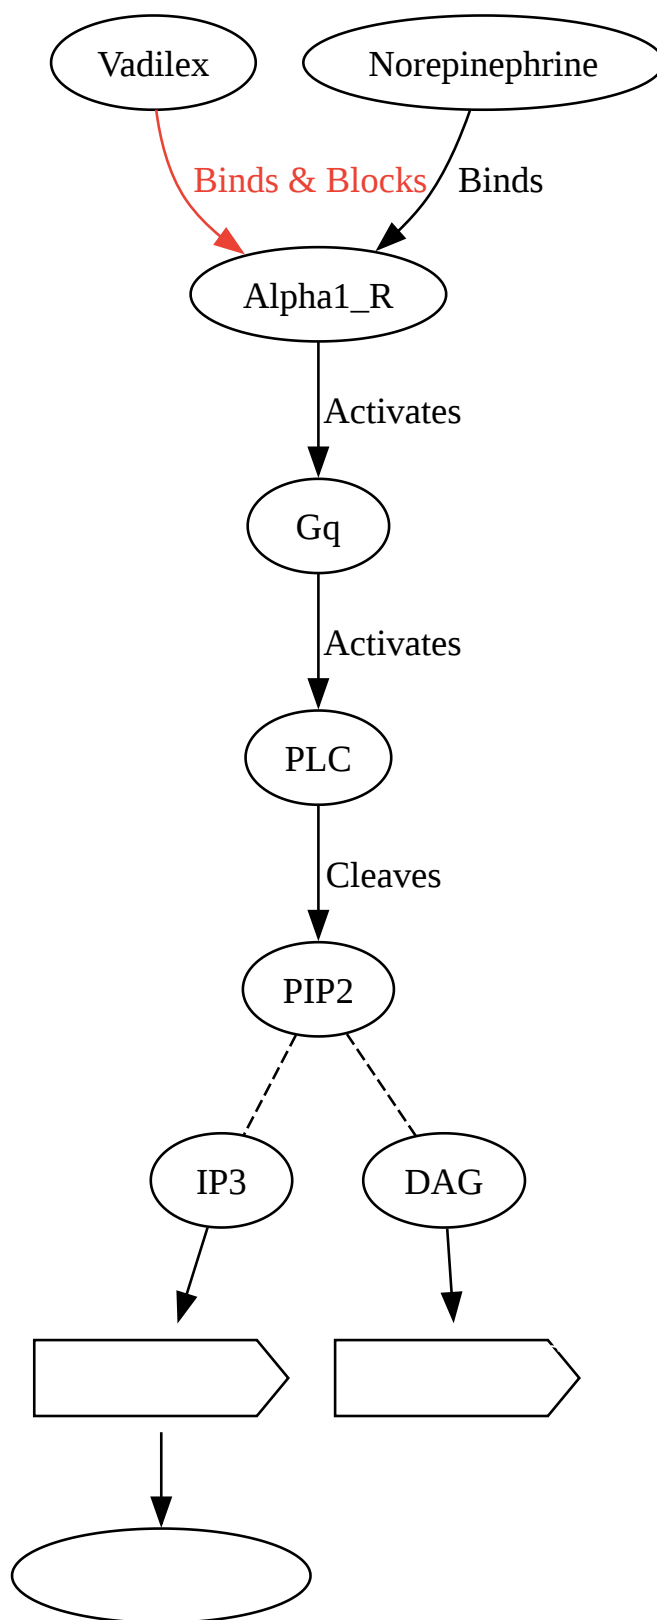 Vadilex
Norepinephrine
Binds & Blocks
Binds
Alpha1_R
Activates
Gq
Activates
PLC
Cleaves
PIP2
IP3
DAG